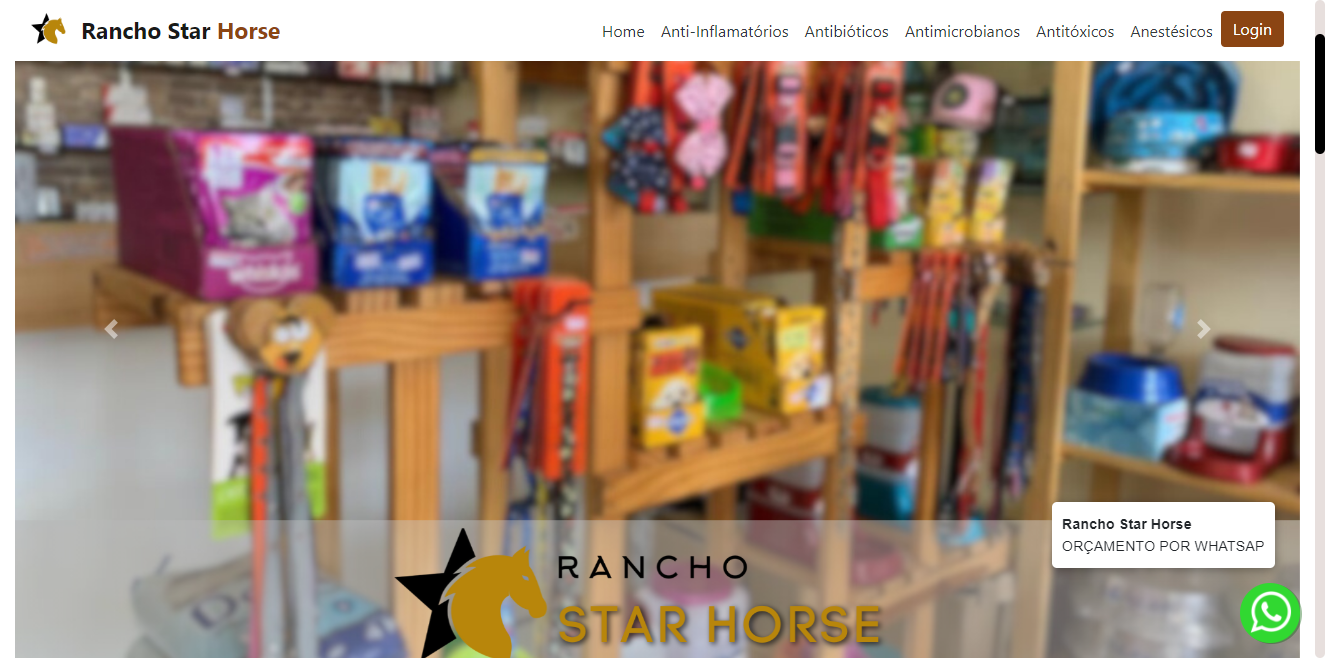 Rancho Star Horse
Home Anti-Inflamatórios Antibióticos Antimicrobianos Antitóxicos Anestésicos Login
whiskas
RANCHO
STAR HORSE
Rancho Star Horse
ORÇAMENTO POR WHATSAP